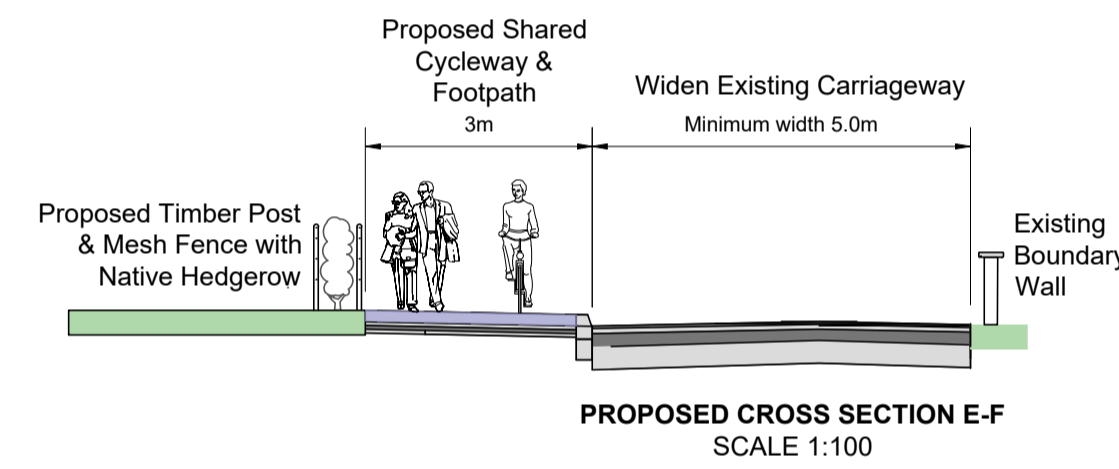 Proposed Shared
Cycleway &
Footpath
3m
Widen Existing Carriageway
Minimum width 5.0m
Proposed Timber Post
& Mesh Fence with
Native Hedgerow
Existing
Boundary
Wall
PROPOSED CROSS SECTION E-F
SCALE 1:100